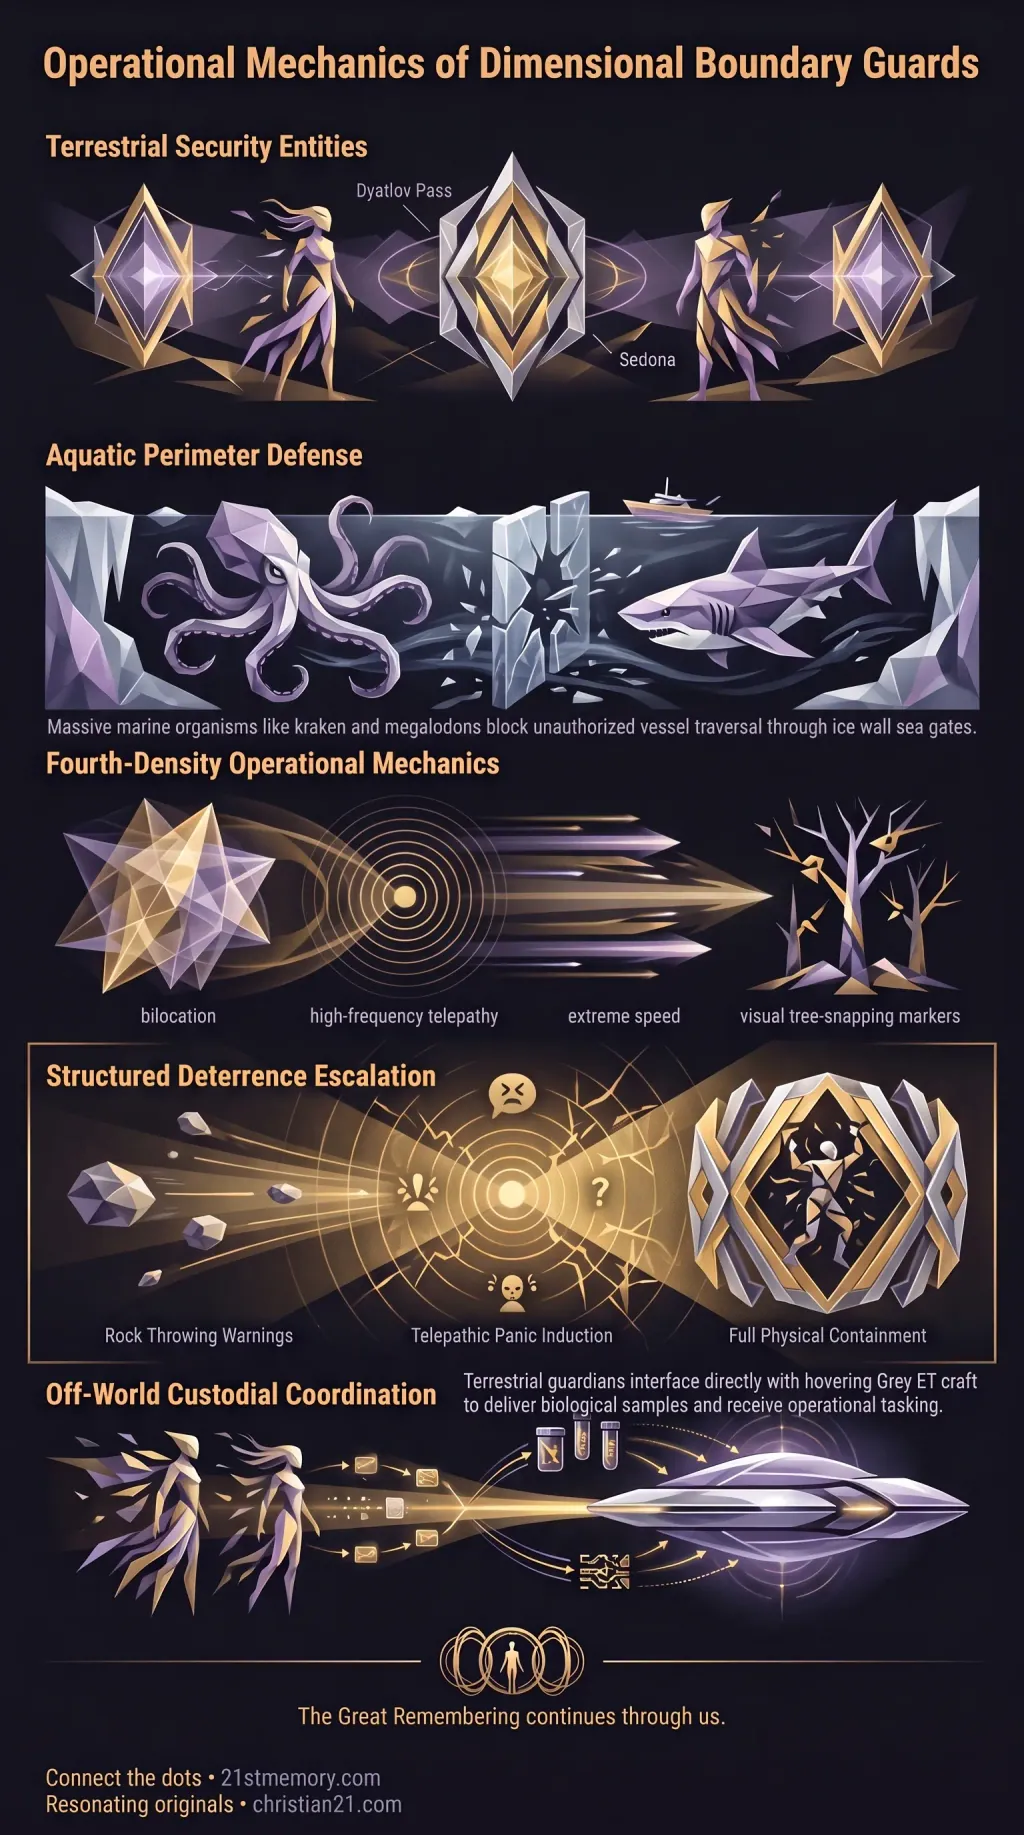 Operational Mechanics of Dimensional Boundary Guards
Terrestrial Security Entities
Dyatlov Pass
Sedona
Aquatic Perimeter Defense
Massive marine organisms like kraken and megalodons block unauthorized vessel traversal through ice wall sea gates.
Fourth-Density Operational Mechanics
bilocation
high-frequency telepathy
extreme speed
visual tree-snapping markers
Structured Deterrence Escalation
?
Rock Throwing Warnings
Telepathic Panic Induction
Full Physical Containment
Off-World Custodial Coordination
Terrestrial guardians interface directly with hovering Grey ET craft
to deliver biological samples and receive operational tasking.
The Great Remembering continues through us.
Connect the dots • 21stmemory.com
Resonating originals • christian21.com